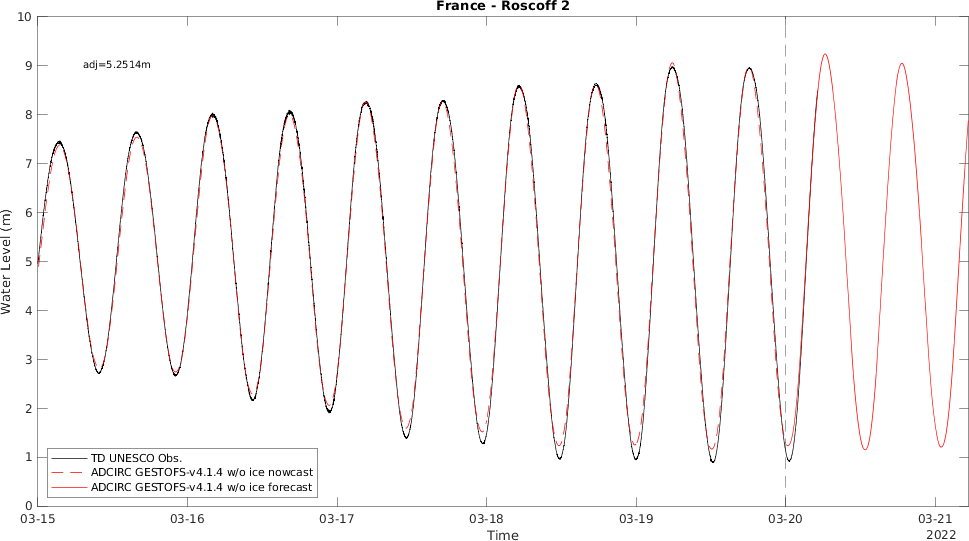 France - Roscoff 2
10
9
8
7
6
5
4
3
2
1
0
Water Level (m)
adj=5.2514m
TD UNESCO Obs.
ADCIRC GESTOFS-v4.1.4 w/o ice nowcast
ADCIRC GESTOFS-v4.1.4 w/o ice forecast
03-15 03-16 03-17 03-18 03-19 03-20 03-21
2022
Time